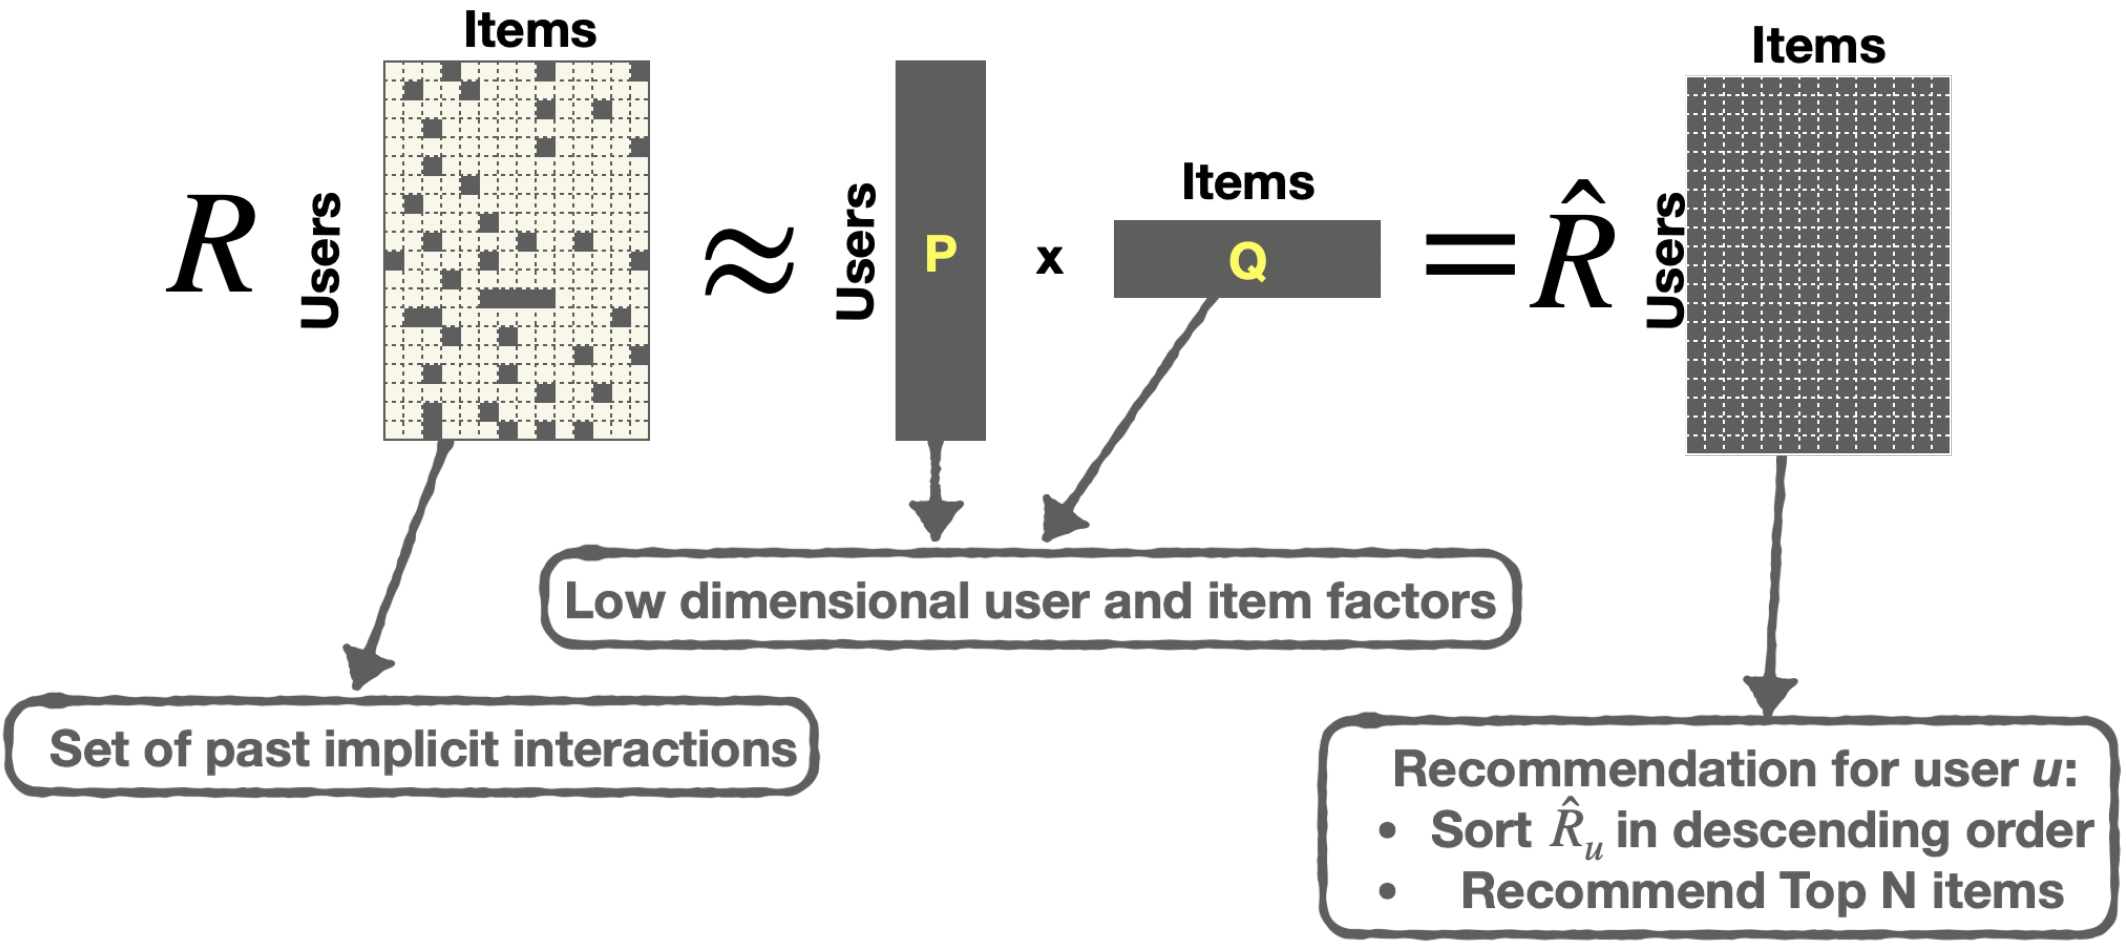 Items
R
Users
≈
Users
P
x
Items
Q
=
R̂
Users
Items
Low dimensional user and item factors
Set of past implicit interactions
Recommendation for user u:
• Sort R̂u in descending order
• Recommend Top N items